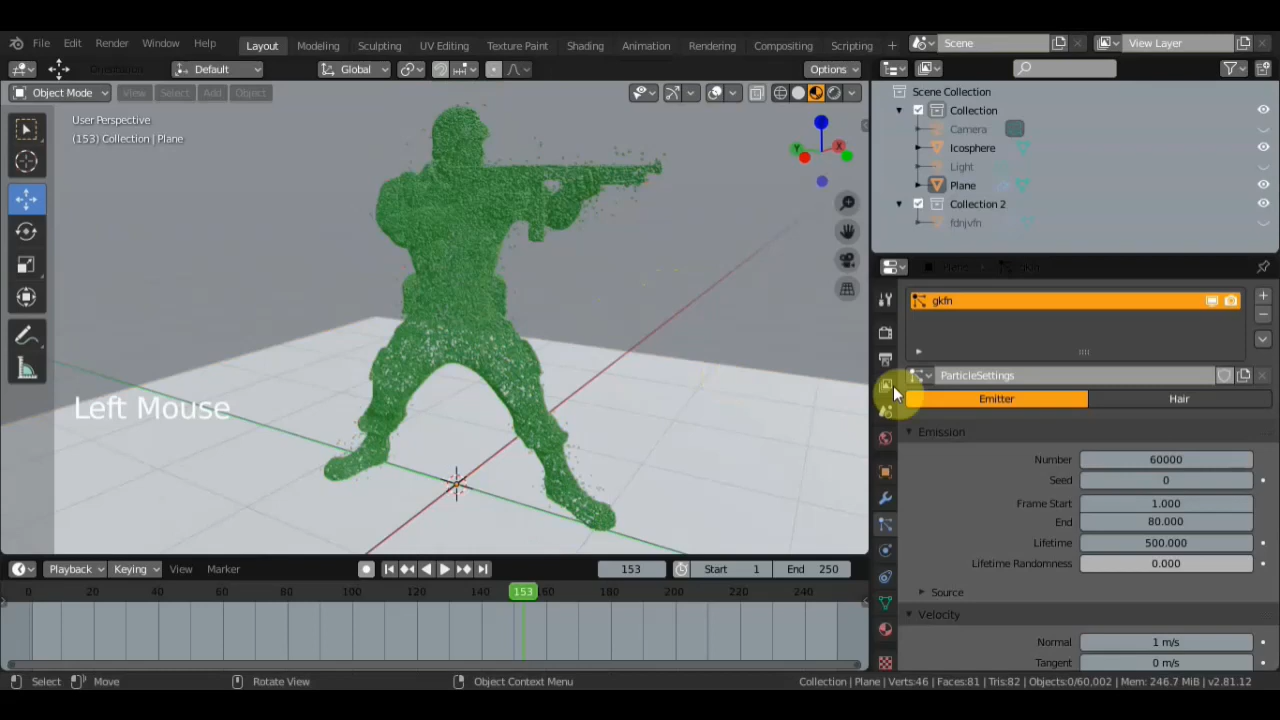 File Edit Render Window Help Layout Modeling Sculpting UV Editing Texture Paint Shading Animation Rendering Compositing Scripting + Scene View Layer
Default Global Options
Object Mode View Select Add Object
User Perspective
(153) Collection | Plane
Z
Y
X
Scene Collection
Collection
Camera
Icosphere
Light
Plane
Collection 2
fdnjvfn
gkfn
ParticleSettings
Emitter Hair
Left Mouse
Emission
Number 60000
Seed 0
Frame Start 1.000
End 80.000
Lifetime 500.000
Lifetime Randomness 0.000
Source
Velocity
Normal 1 m/s
Tangent 0 m/s
Playback Keying View Marker 153 Start 1 End 250
0 20 40 60 80 100 120 140 153 160 180 200 220 240
Select Move Rotate View Object Context Menu Collection | Plane | Verts:46 | Faces:81 | Tris:82 | Objects:0/60,002 | Mem: 246.7 MiB | v2.81.12